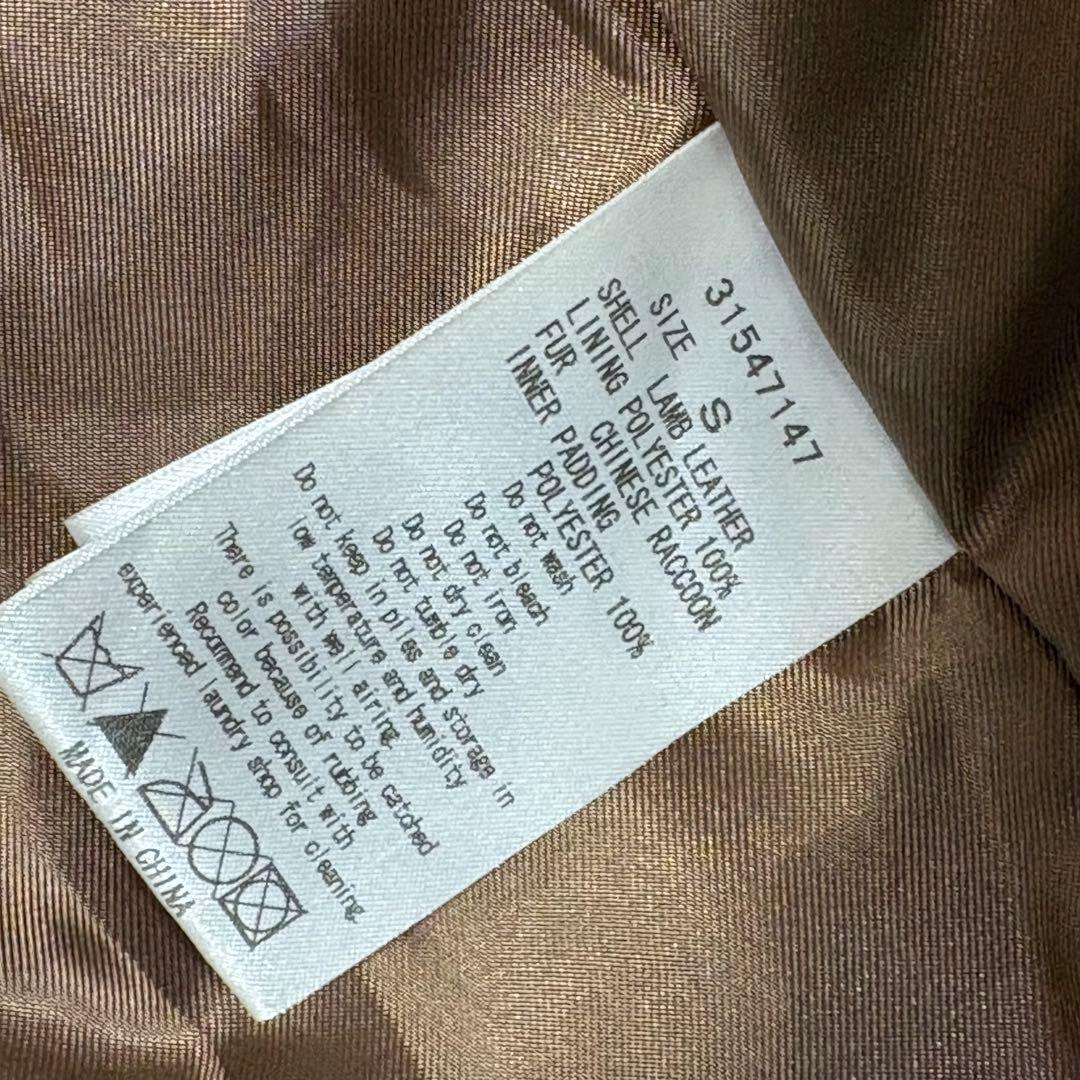 31547147
SIZE S
SHELL LAMB LEATHER
LINING POLYESTER 100%
FUR CHINESE RACCOON
INNER PADDING
POLYESTER 100%
Do not wash
Do not bleach
Do not iron
Do not dry clean
Do not tumble dry
Do not keep in piles and storage in
low temperature and humidity
with well airing.
There is possibility to be catched
color because of rubbing
Recommend to consult with
experienced laundry shop for cleaning.
MADE IN CHINA